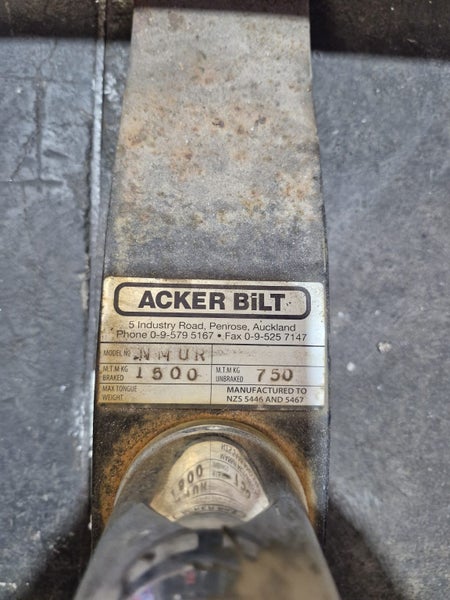 ACKER BiLT
5 Industry Road, Penrose, Auckland
Phone 0-9-579 5167 • Fax 0-9-525 7147
MODEL NO NMUR
M.T.M KG BRAKED 1500 M.T.M KG UNBRAKED 750
MAX TONGUE WEIGHT MANUFACTURED TO
NZS 5446 AND 5467